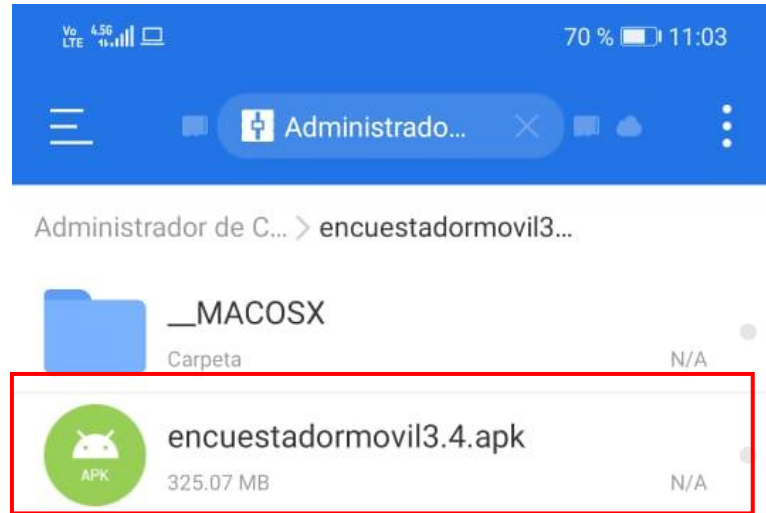 Vo LTE 4.5G 70 % 11:03
Administrado...
Administrador de C... > encuestadormovil3...
__MACOSX
Carpeta N/A
encuestadormovil3.4.apk
APK
325.07 MB N/A